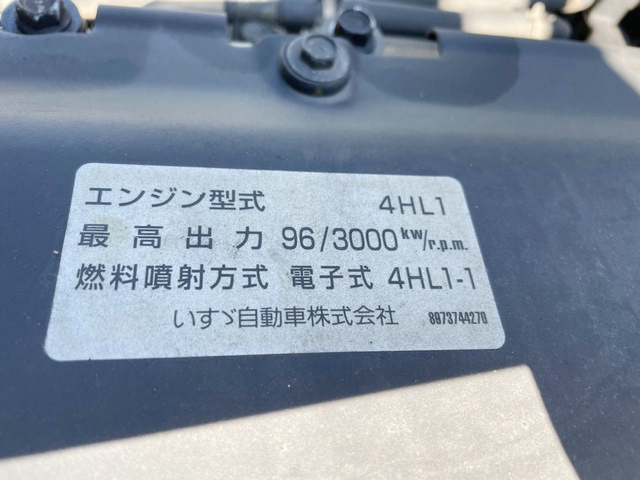 エンジン型式 4HL1
最高出力 96/3000 kw/r.p.m.
燃料噴射方式 電子式 4HL1-1
いすゞ自動車株式会社 8973744270